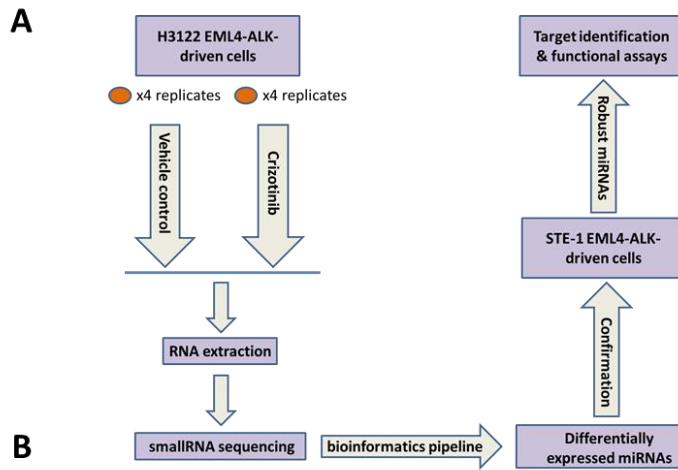 A
H3122 EML4-ALK-
driven cells
x4 replicates
x4 replicates
Vehicle control
Crizotinib
RNA extraction
B
smallRNA sequencing
bioinformatics pipeline
Differentially
expressed miRNAs
Confirmation
STE-1 EML4-ALK-
driven cells
Robust miRNAs
Target identification
& functional assays